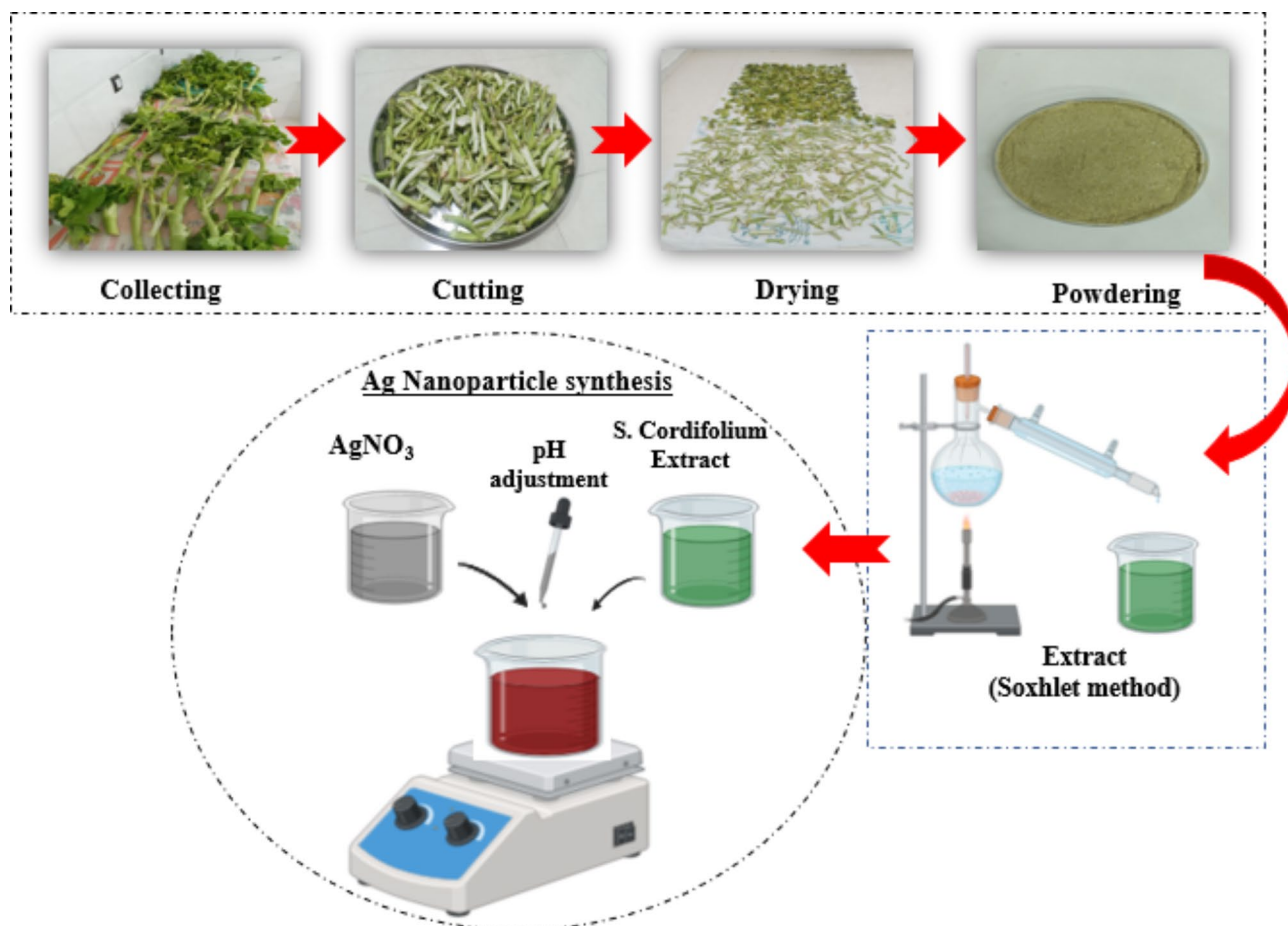 Collecting
Cutting
Drying
Powdering
Ag Nanoparticle synthesis
AgNO₃
pH
adjustment
S. Cordifolium
Extract
Extract
(Soxhlet method)